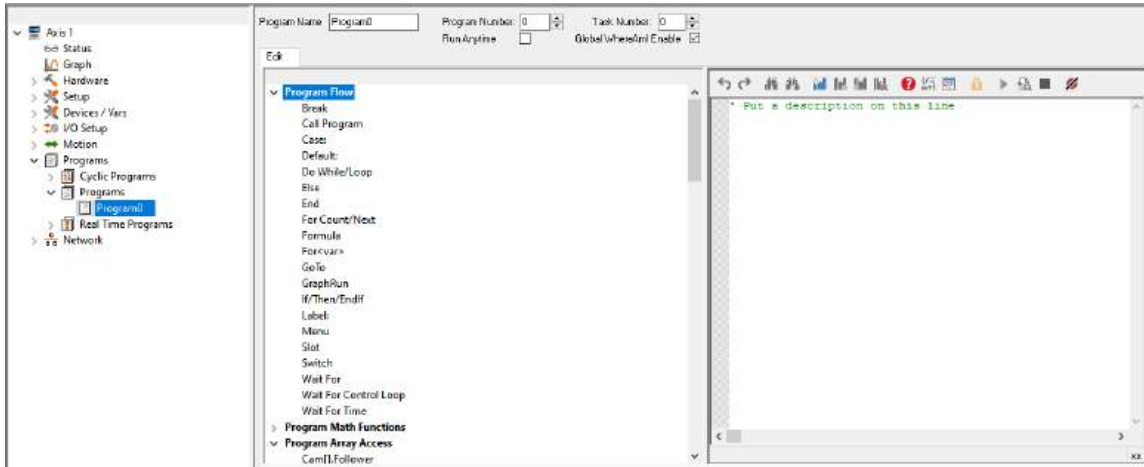 Axis 1
Status
Graph
Hardware
Setup
Devices / Vars
I/O Setup
Motion
Programs
Cyclic Programs
Programs
Program0
Real Time Programs
Network
Program Name Program0 Program Number: 0 Task Number: 0
Run Anytime Global WhereAmI Enable
Edit
Program Flow
Break
Call Program
Case:
Default:
Do While/Loop
Else
End
For Count/Next
Formula
For<var>
GoTo
GraphRun
If/Then/EndIf
Label:
Menu
Slot
Switch
Wait For
Wait For Control Loop
Wait For Time
Program Math Functions
Program Array Access
Cam[].Follower
' Put a description on this line